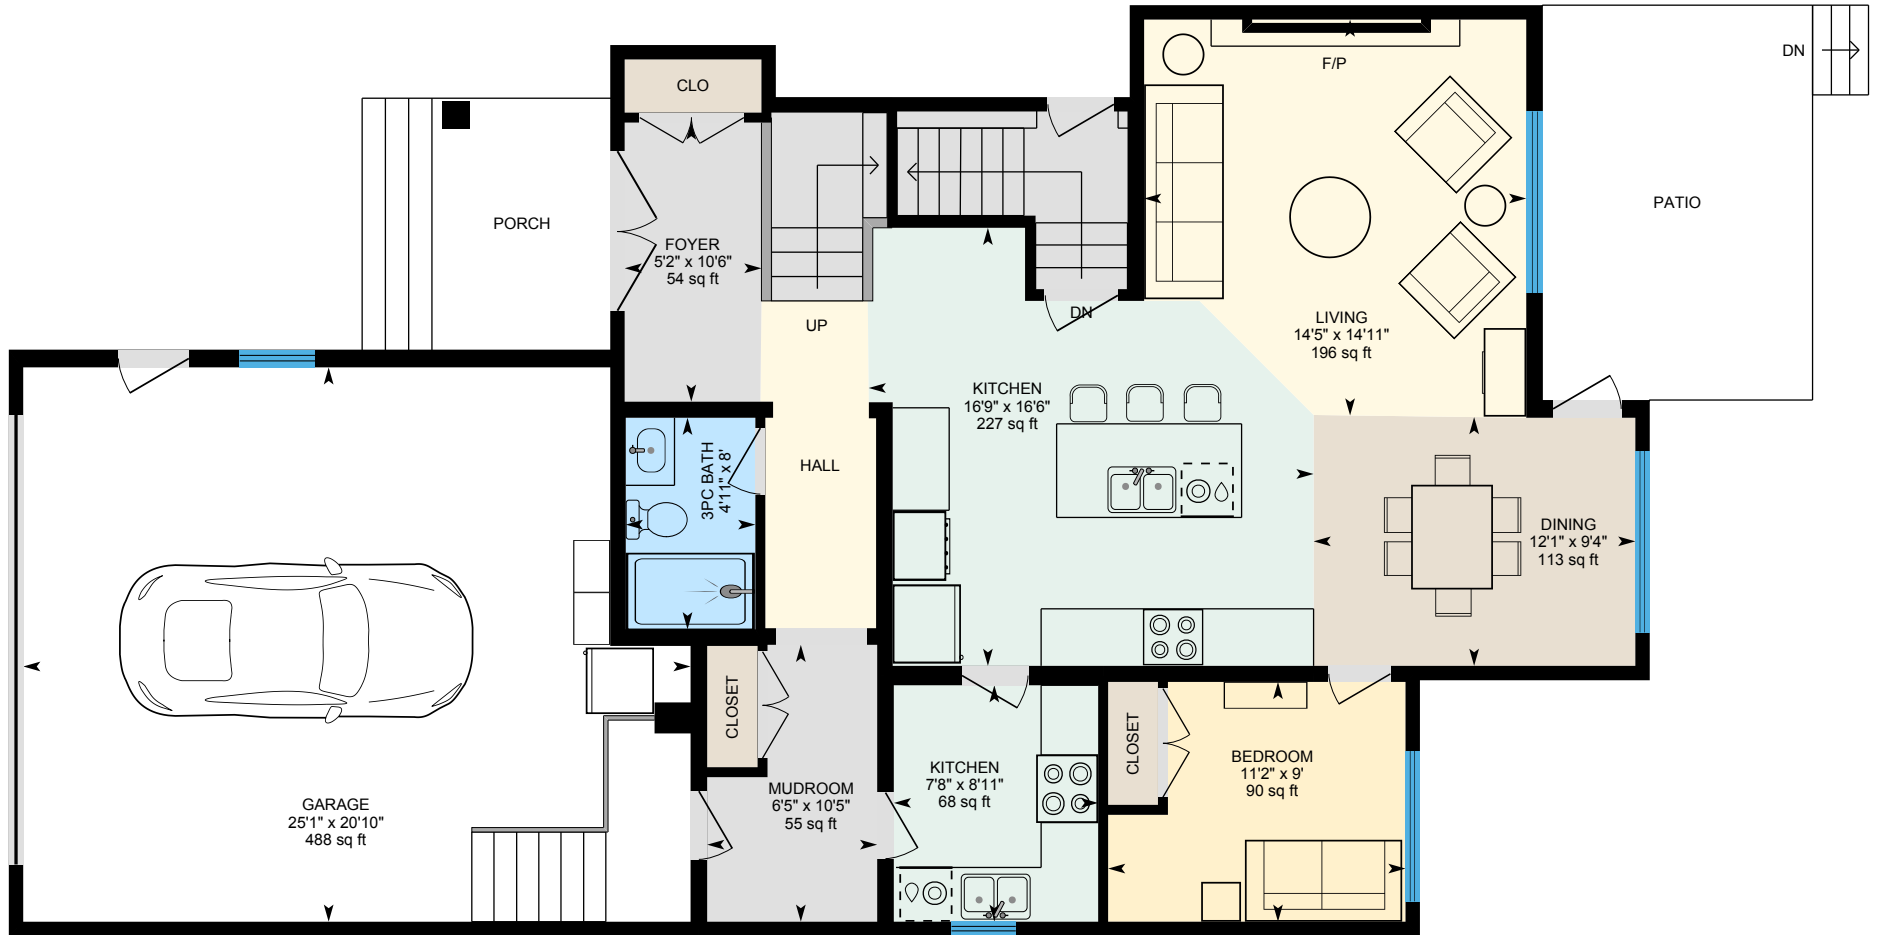 DN
F/P
CLO
PORCH
PATIO
FOYER
5'2" x 10'6"
54 sq ft
UP
DN
LIVING
14'5" x 14'11"
196 sq ft
KITCHEN
16'9" x 16'6"
227 sq ft
HALL
3PC BATH
4'11" x 8'
DINING
12'1" x 9'4"
113 sq ft
CLOSET
CLOSET
BEDROOM
11'2" x 9'
90 sq ft
KITCHEN
7'8" x 8'11"
68 sq ft
MUDROOM
6'5" x 10'5"
55 sq ft
GARAGE
25'1" x 20'10"
488 sq ft